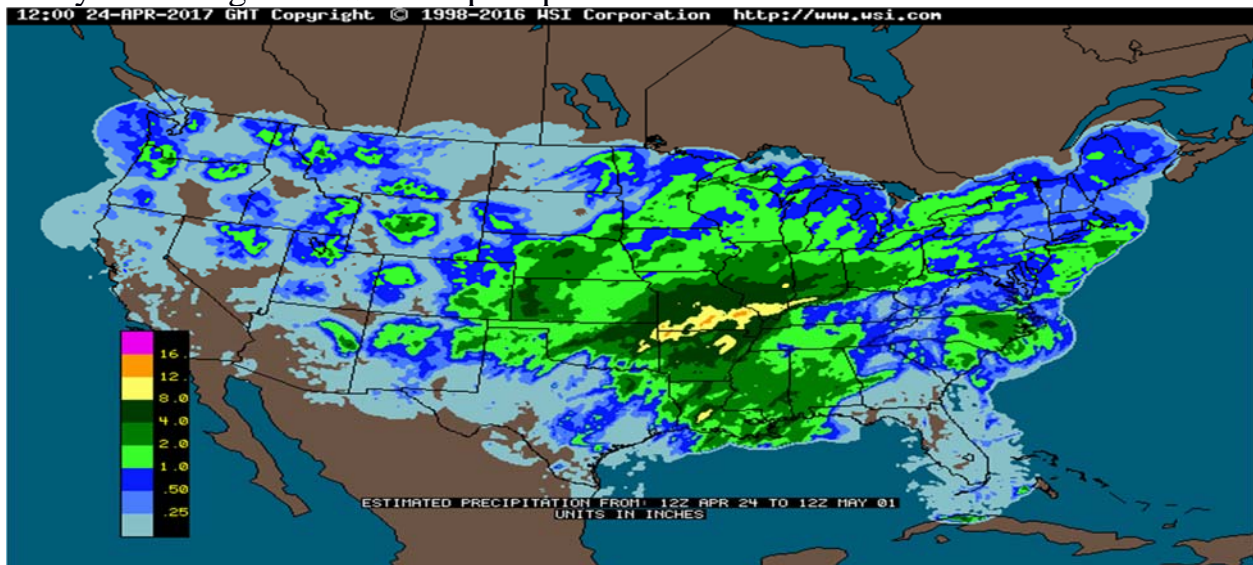 12:00 24-APR-2017 GMT Copyright © 1998-2016 WSI Corporation http://www.wsi.com
16.
12.
8.0
4.0
2.0
1.0
.50
.25
ESTIMATED PRECIPITATION FROM: 12Z APR 24 TO 12Z MAY 01
UNITS IN INCHES